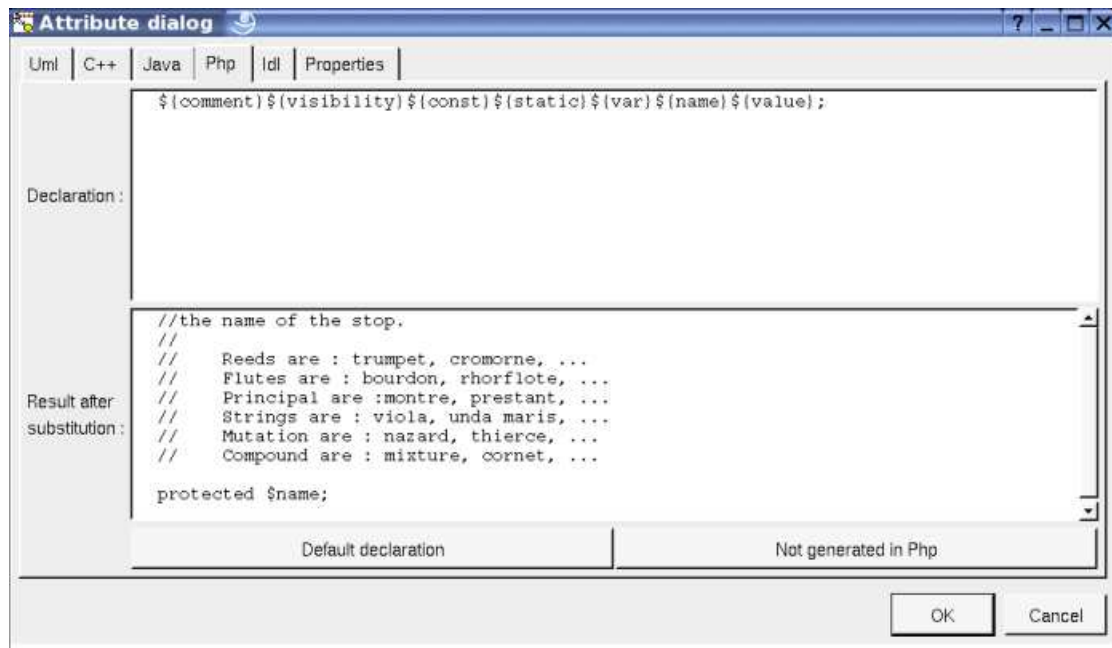 Attribute dialog
Uml C++ Java Php Idl Properties
Declaration :
${comment}${visibility}${const}${static}${var}${name}${value};
Result after
substitution :
//the name of the stop.
//
// Reeds are : trumpet, cromorne, ...
// Flutes are : bourdon, rhorflote, ...
// Principal are :montre, prestant, ...
// Strings are : viola, unda maris, ...
// Mutation are : nazard, thierce, ...
// Compound are : mixture, cornet, ...
protected $name;
Default declaration Not generated in Php
OK Cancel